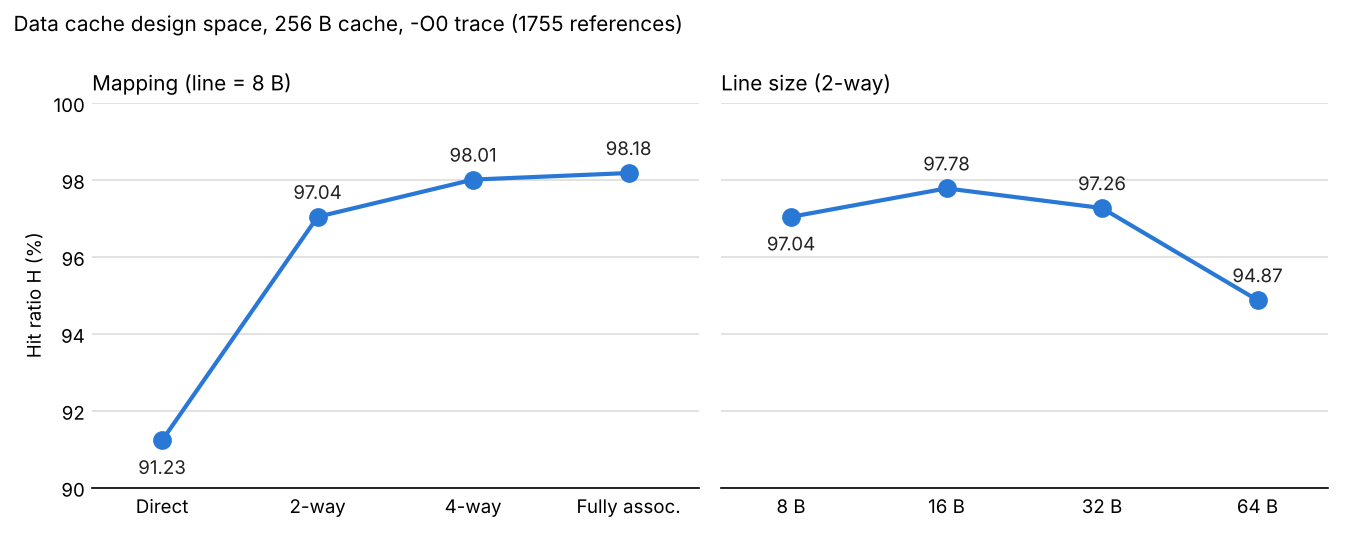 Data cache design space, 256 B cache, -O0 trace (1755 references)
Mapping (line = 8 B)
Line size (2-way)
Hit ratio H (%)
100
98
96
94
92
90
91.23
97.04
98.01
98.18
Direct
2-way
4-way
Fully assoc.
97.04
97.78
97.26
94.87
8 B
16 B
32 B
64 B